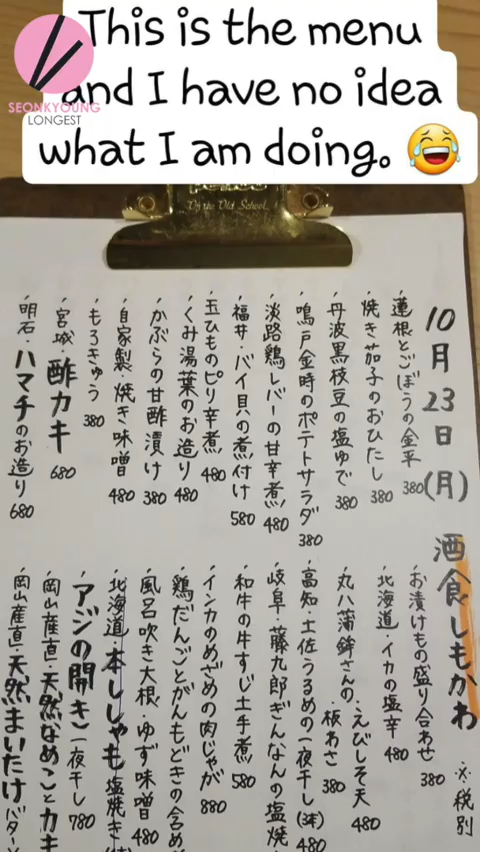 This is the menu
and I have no idea
what I am doing. 😂
SEONKYOUNG
LONGEST
On the Old School
10月23日(月)
酒食しもかわ
※税別
・蓮根とごぼうの金平 380
・焼き茄子のおひたし 380
・丹波黒枝豆の塩ゆで 380
・鳴戸金時のポテトサラダ 380
・淡路鶏レバーの甘辛煮 480
・福井・バイ貝の煮付け 580
・玉ひものピリ辛煮 480
・くみ湯葉のお造り 480
・かぶらの甘酢漬け 380
・自家製・焼き味噌 480
・もろきゅう 380
・宮城・酢カキ 680
・明石・ハマチのお造り 680
・お漬けもの盛り合わせ 380
・北海道・イカの塩辛 480
・丸八蒲鉾さんの、板わさ 380
・えびしそ天 480
・高知・土佐うるめの一夜干し(3本) 480
・岐阜・藤九郎ぎんなんの塩焼
・和牛の牛すじ土手煮 580
・インカのめざめの肉じゃが 880
・鶏だんごとがんもどきの含め
・風呂吹き大根・ゆず味噌 480
・北海道・本ししゃも塩焼き
・アジの開き一夜干し 780
・岡山産直・天然なめことカキ
・岡山産直・天然まいたけバター